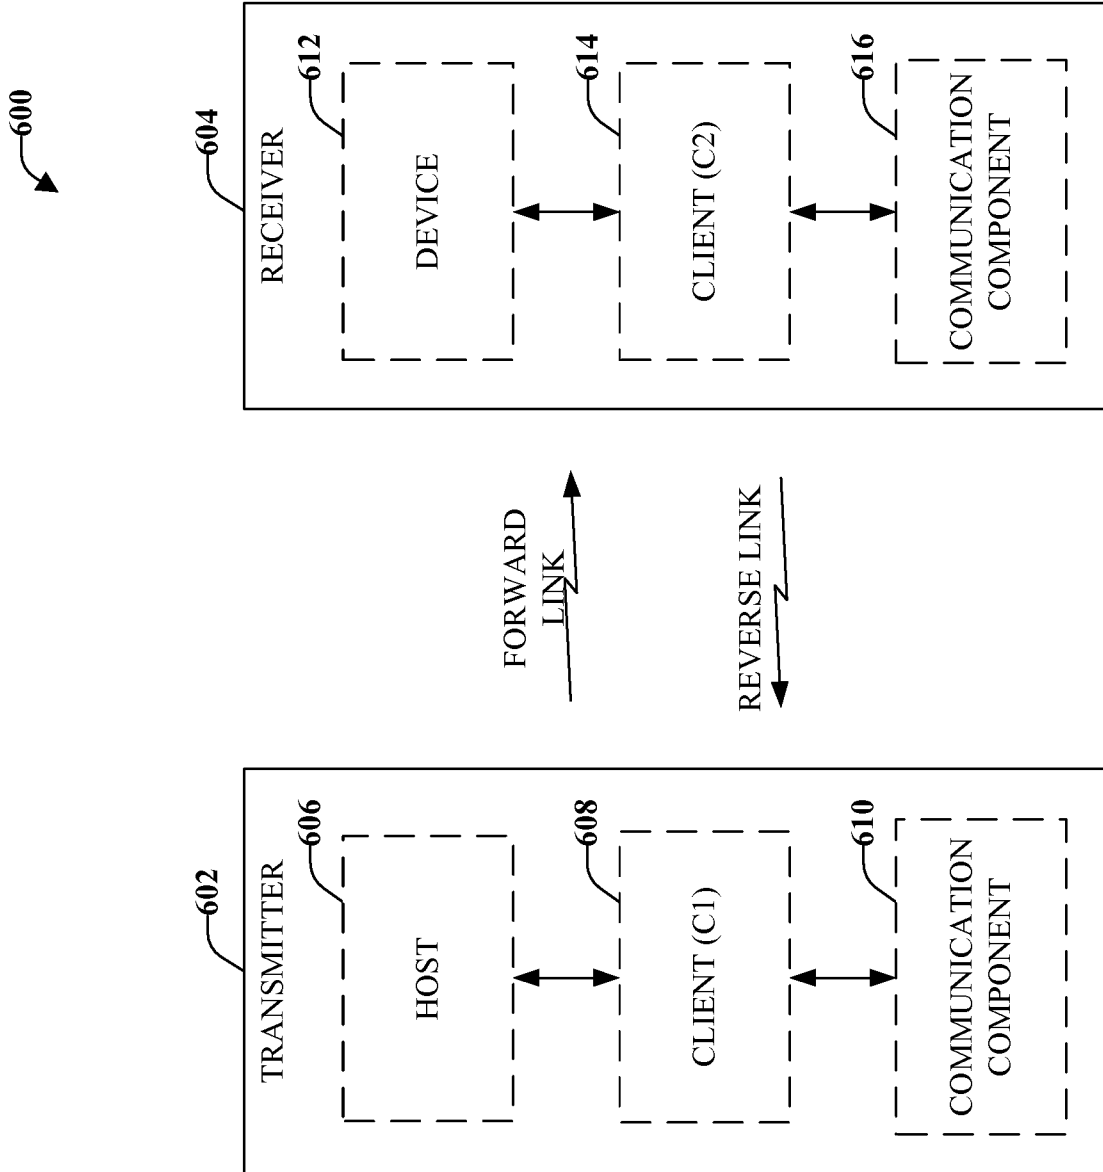 600
602
TRANSMITTER
606
HOST
608
CLIENT (C1)
610
COMMUNICATION
COMPONENT
FORWARD
LINK
REVERSE LINK
604
RECEIVER
612
DEVICE
614
CLIENT (C2)
616
COMMUNICATION
COMPONENT